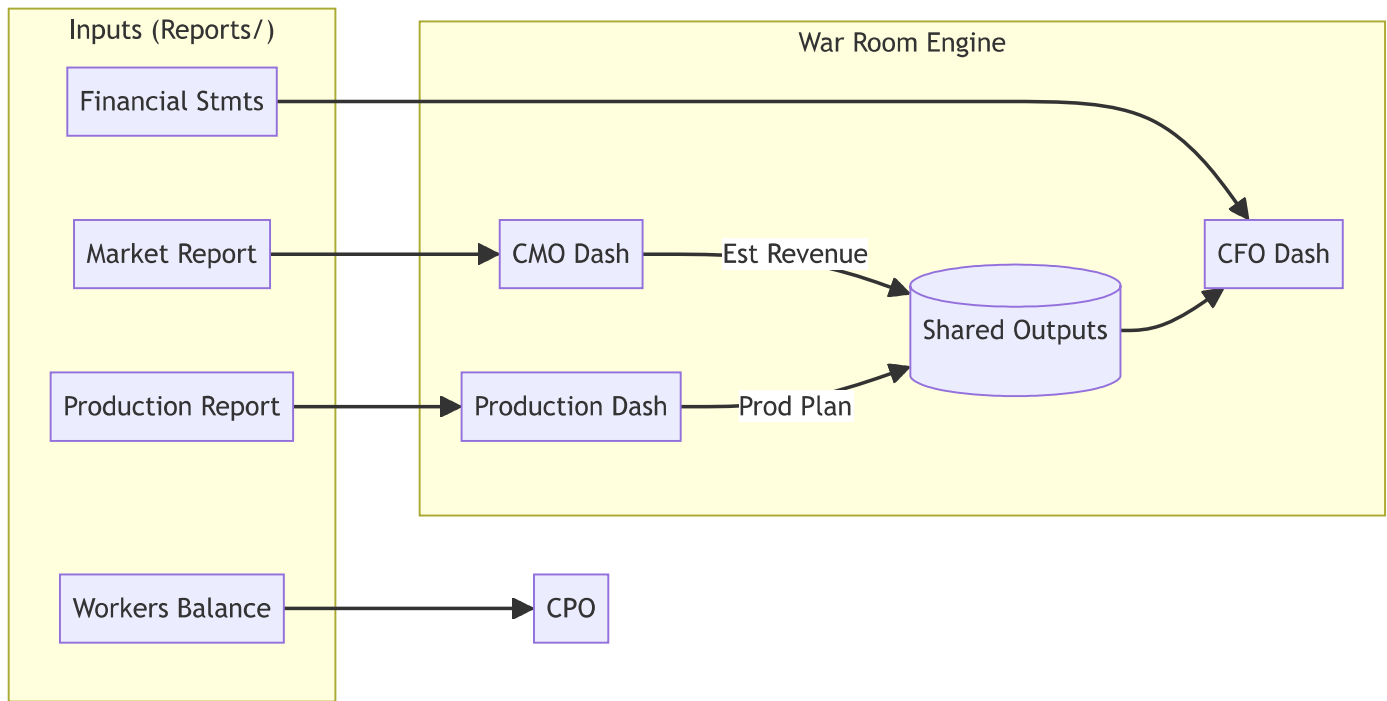 Inputs (Reports/)
Financial Stmts
Market Report
Production Report
Workers Balance
War Room Engine
CMO Dash
Est Revenue
Production Dash
Prod Plan
Shared Outputs
CFO Dash
CPO